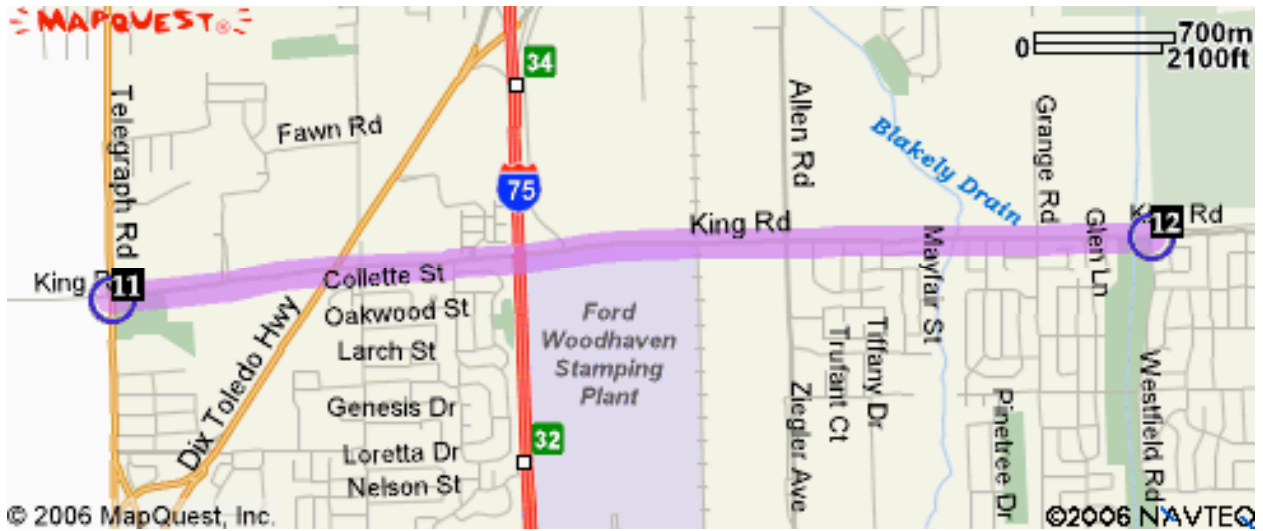 MAPQUEST®
34
700m
0
2100ft
Telegraph Rd
Fawn Rd
Allen Rd
Grange Rd
Blakely Drain
75
King Rd
Rd
12
Glen Ln
Mayfair St
King
11
Collette St
Oakwood St
Larch St
Dix Toledo Hwy
Ford
Woodhaven
Stamping
Plant
Tiffany Dr
Trufant Ct
Ziegler Ave
Pinetree Dr
Westfield Rd
Genesis Dr
Loretta Dr
Nelson St
32
© 2006 MapQuest, Inc.
©2006 NAVTEQ